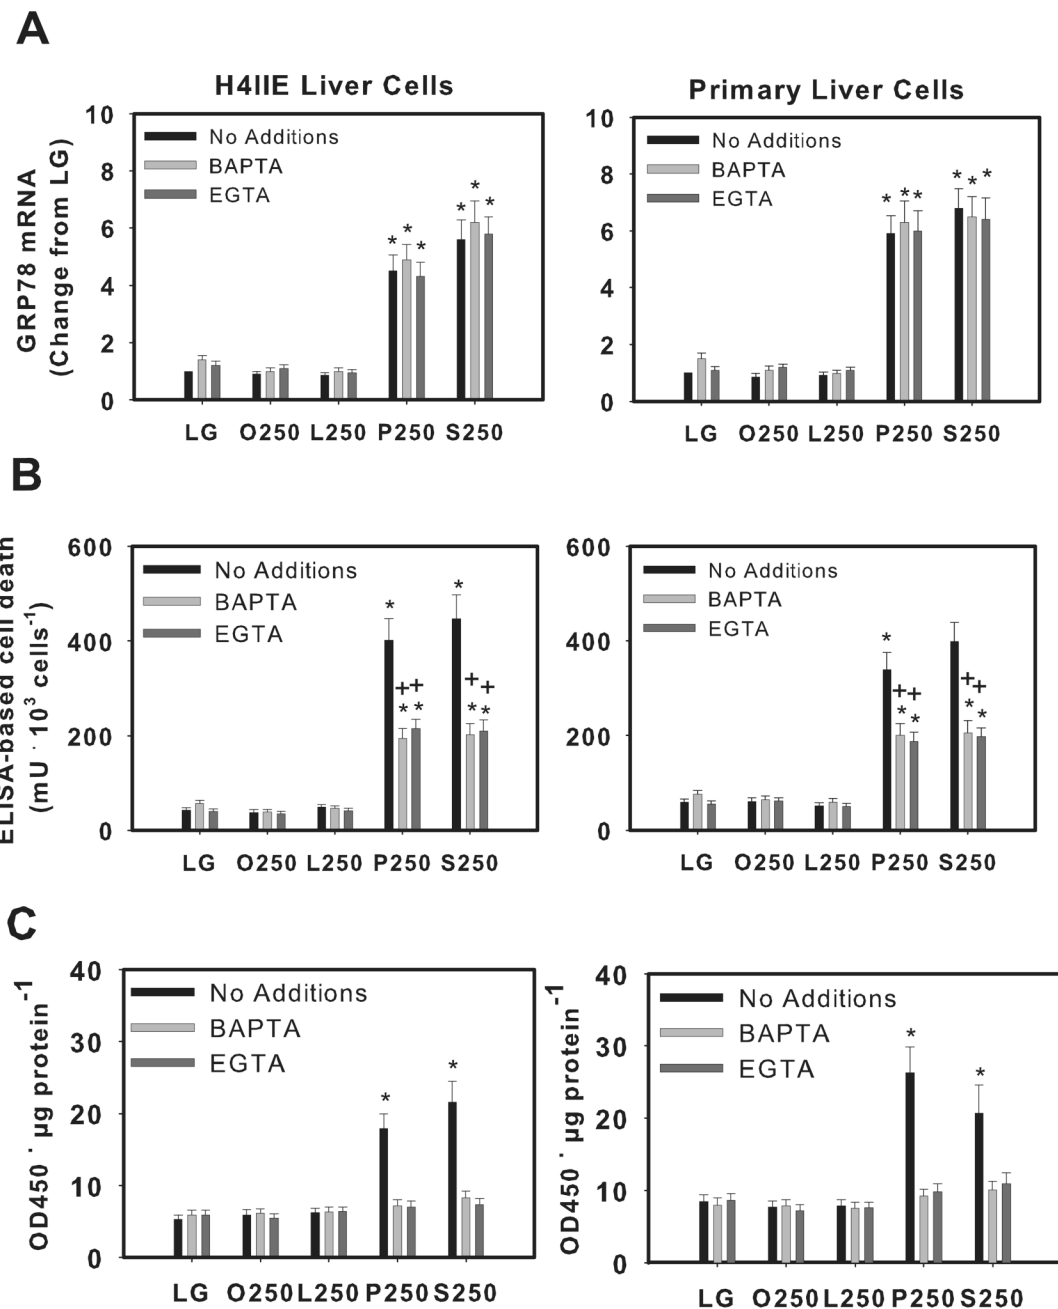 A
H4IIE Liver Cells
Primary Liver Cells
GRP78 mRNA
(Change from LG)
10
8
6
4
2
0
No Additions
BAPTA
EGTA
* * * * * *
LG O250 L250 P250 S250
10
8
6
4
2
0
No Additions
BAPTA
EGTA
* * * * * *
LG O250 L250 P250 S250
B
ELISA-based cell death
(mU · 10³ cells⁻¹)
600
400
200
0
No Additions
BAPTA
EGTA
* *
+ + + +
* * * *
LG O250 L250 P250 S250
600
400
200
0
No Additions
BAPTA
EGTA
*
+ + + +
* * * *
LG O250 L250 P250 S250
C
OD450 · µg protein⁻¹
40
30
20
10
0
No Additions
BAPTA
EGTA
* *
LG O250 L250 P250 S250
OD450 · µg protein⁻¹
40
30
20
10
0
No Additions
BAPTA
EGTA
* *
LG O250 L250 P250 S250